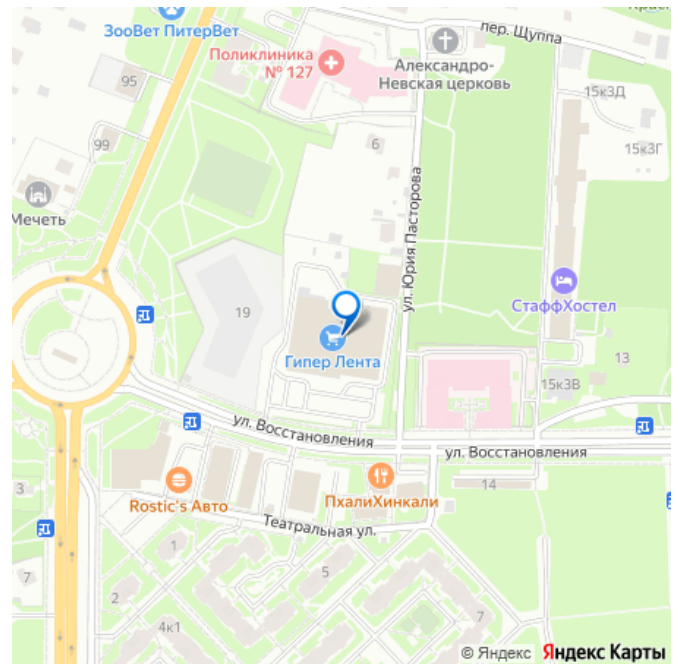 ЗооВет ПитерВет
пер. Щуппа
Поликлиника
№ 127
Александро-
Невская церковь
95
15к3Д
99
6
15к3Г
Мечеть
ул. Юрия Пасторова
СтаффХостел
19
Гипер Лента
13
15к3В
ул. Восстановления
ул. Восстановления
3
ПхалиХинкали
14
Rostic's Авто
Театральная ул.
1
5
7
2
7
4к1
© Яндекс Яндекс Карты